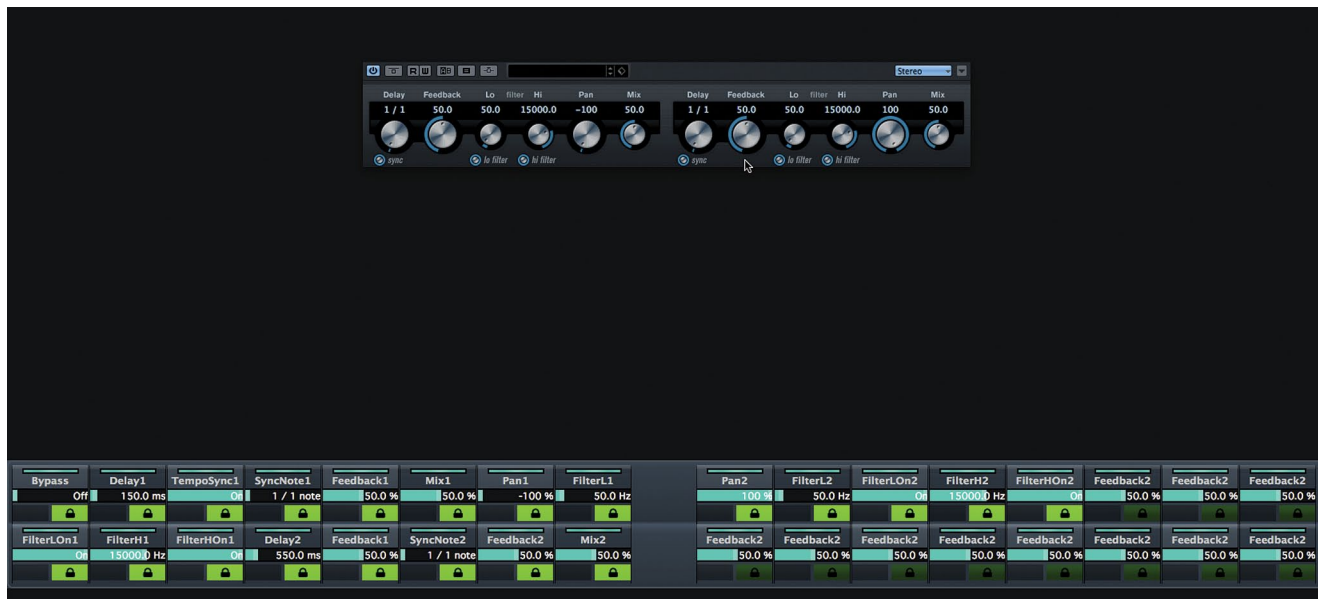 R W Stereo
Delay Feedback Lo filter Hi Pan Mix Delay Feedback Lo filter Hi Pan Mix
1 / 1 50.0 50.0 15000.0 -100 50.0 1 / 1 50.0 50.0 15000.0 100 50.0
sync lo filter hi filter sync lo filter hi filter
Bypass Delay1 TempoSync1 SyncNote1 Feedback1 Mix1 Pan1 FilterL1 Pan2 FilterL2 FilterLOn2 FilterH2 FilterHOn2 Feedback2 Feedback2 Feedback2
Off 150.0 ms On 1 / 1 note 50.0 % 50.0 % -100 % 50.0 Hz 100 % 50.0 Hz On 15000.0 Hz On 50.0 % 50.0 % 50.0 %
FilterLOn1 FilterH1 FilterHOn1 Delay2 Feedback1 SyncNote2 Feedback2 Mix2 Feedback2 Feedback2 Feedback2 Feedback2 Feedback2 Feedback2 Feedback2 Feedback2
On 15000.0 Hz On 550.0 ms 50.0 % 1 / 1 note 50.0 % 50.0 % 50.0 % 50.0 % 50.0 % 50.0 % 50.0 % 50.0 % 50.0 % 50.0 %